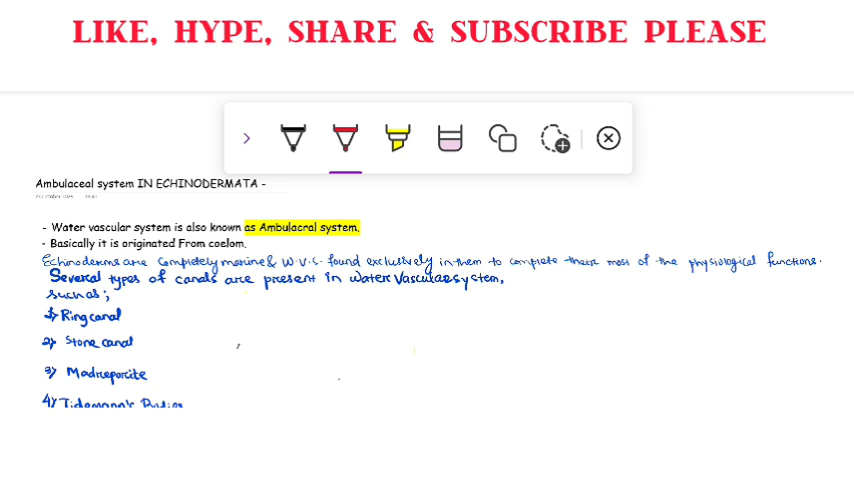 LIKE, HYPE, SHARE & SUBSCRIBE PLEASE
Ambulaceal system IN ECHINODERMATA -
- Water vascular system is also known as Ambulacral system.
- Basically it is originated From coelom.
Echinoderms are completely marine & W.V.S. found exclusively in them to complete their most of the physiological functions.
Several types of canals are present in Water Vascular system,
such as;
1) Ring canal
2) Stone canal
3) Madreporite
4) Tidemann's Bodies